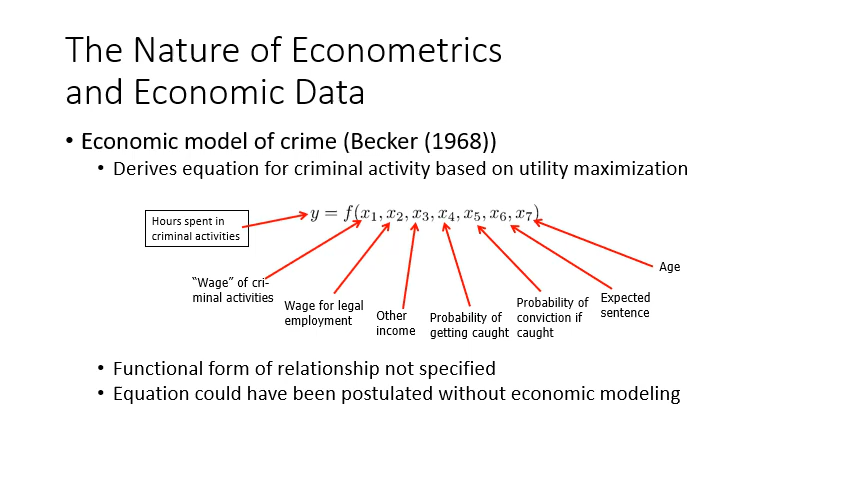 The Nature of Econometrics
and Economic Data
• Economic model of crime (Becker (1968))
• Derives equation for criminal activity based on utility maximization
y = f(x₁, x₂, x₃, x₄, x₅, x₆, x₇)
Hours spent in
criminal activities
“Wage” of cri-
minal activities
Wage for legal
employment
Other
income
Probability of
getting caught
Probability of
conviction if
caught
Expected
sentence
Age
• Functional form of relationship not specified
• Equation could have been postulated without economic modeling